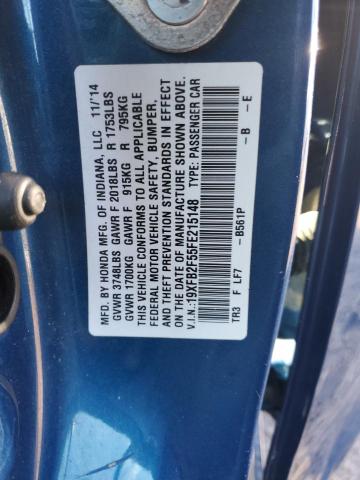 MFD. BY HONDA MFG. OF INDIANA, LLC 11/14
GVWR 3748LBS GAWR F 2018LBS R 1753LBS
GVWR 1700KG GAWR F 915KG R 795KG
THIS VEHICLE CONFORMS TO ALL APPLICABLE
FEDERAL MOTOR VEHICLE SAFETY, BUMPER,
AND THEFT PREVENTION STANDARDS IN EFFECT
ON THE DATE OF MANUFACTURE SHOWN ABOVE.
V.I.N.: 19XFB2F55FE215148 TYPE: PASSENGER CAR
TR3 F LF7 -B561P -B -E